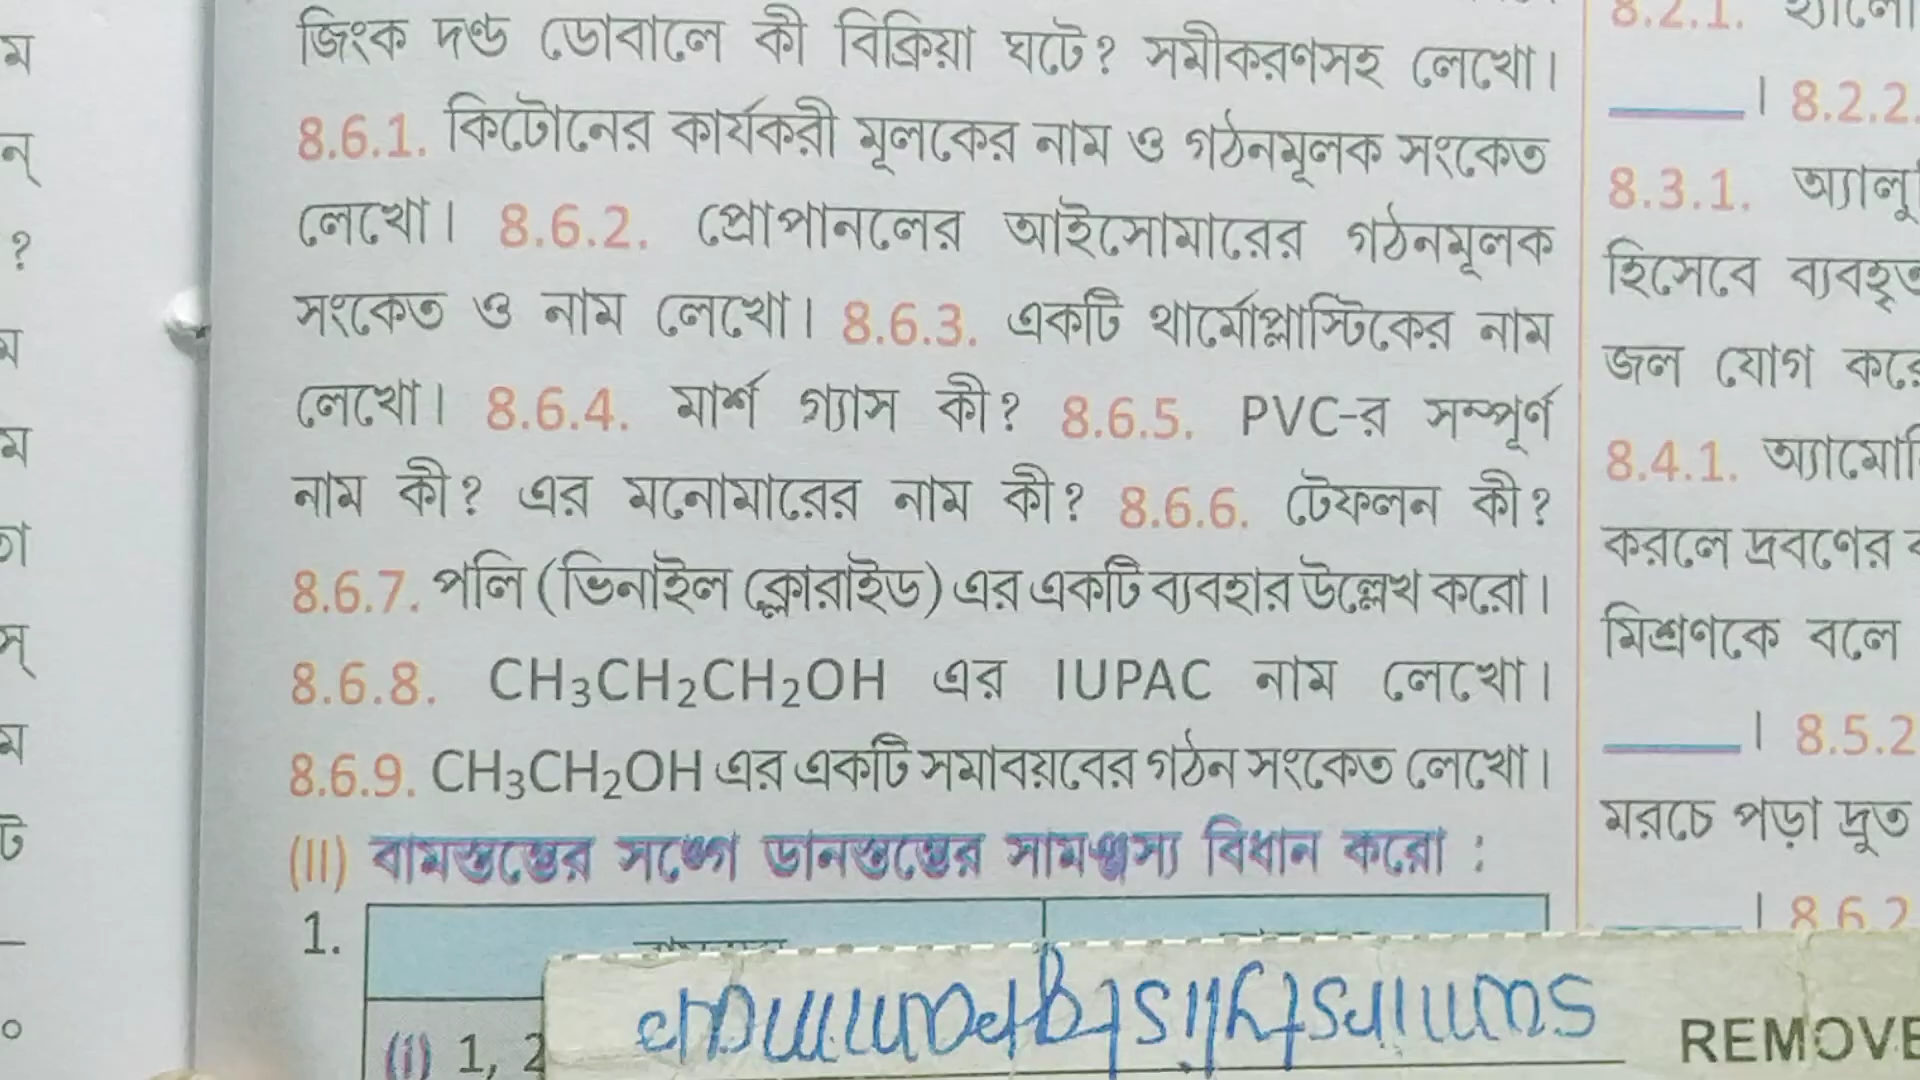 জিংক দণ্ড ডোবালে কী বিক্রিয়া ঘটে? সমীকরণসহ লেখো।
8.6.1. কিটোনের কার্যকরী মূলকের নাম ও গঠনমূলক সংকেত
লেখো। 8.6.2. প্রোপানলের আইসোমারের গঠনমূলক
সংকেত ও নাম লেখো। 8.6.3. একটি থার্মোপ্লাস্টিকের নাম
লেখো। 8.6.4. মার্শ গ্যাস কী? 8.6.5. PVC-র সম্পূর্ণ
নাম কী? এর মনোমারের নাম কী? 8.6.6. টেফলন কী?
8.6.7. পলি (ভিনাইল ক্লোরাইড) এর একটি ব্যবহার উল্লেখ করো।
8.6.8. CH₃CH₂CH₂OH এর IUPAC নাম লেখো।
8.6.9. CH₃CH₂OH এর একটি সমাবয়বের গঠন সংকেত লেখো।
(II) বামস্তম্ভের সঙ্গে ডানস্তম্ভের সামঞ্জস্য বিধান করো :
1.
(i) 1, 2
8.2.1.
। 8.2.2.
8.3.1.
হিসেবে
জল যোগ
8.4.1.
করলে দ্রবণের
মিশ্রণকে বলে
। 8.5.2
মরচে পড়া দ্রুত
। 8.6.2
REMOVE